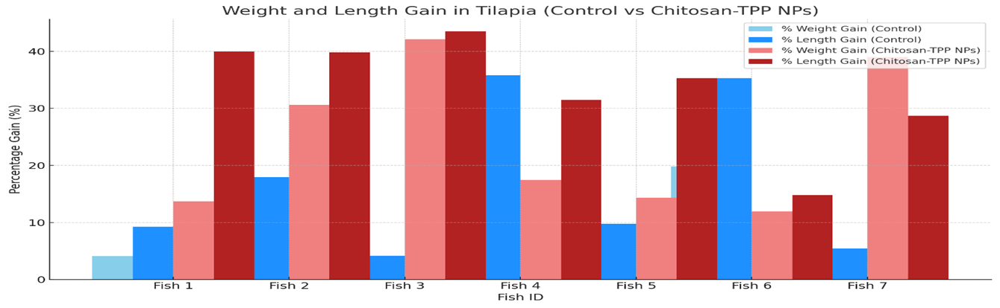 Weight and Length Gain in Tilapia (Control vs Chitosan-TPP NPs)
% Weight Gain (Control)
% Length Gain (Control)
% Weight Gain (Chitosan-TPP NPs)
% Length Gain (Chitosan-TPP NPs)
Percentage Gain (%)
40
30
20
10
0
Fish 1 Fish 2 Fish 3 Fish 4 Fish 5 Fish 6 Fish 7
Fish ID